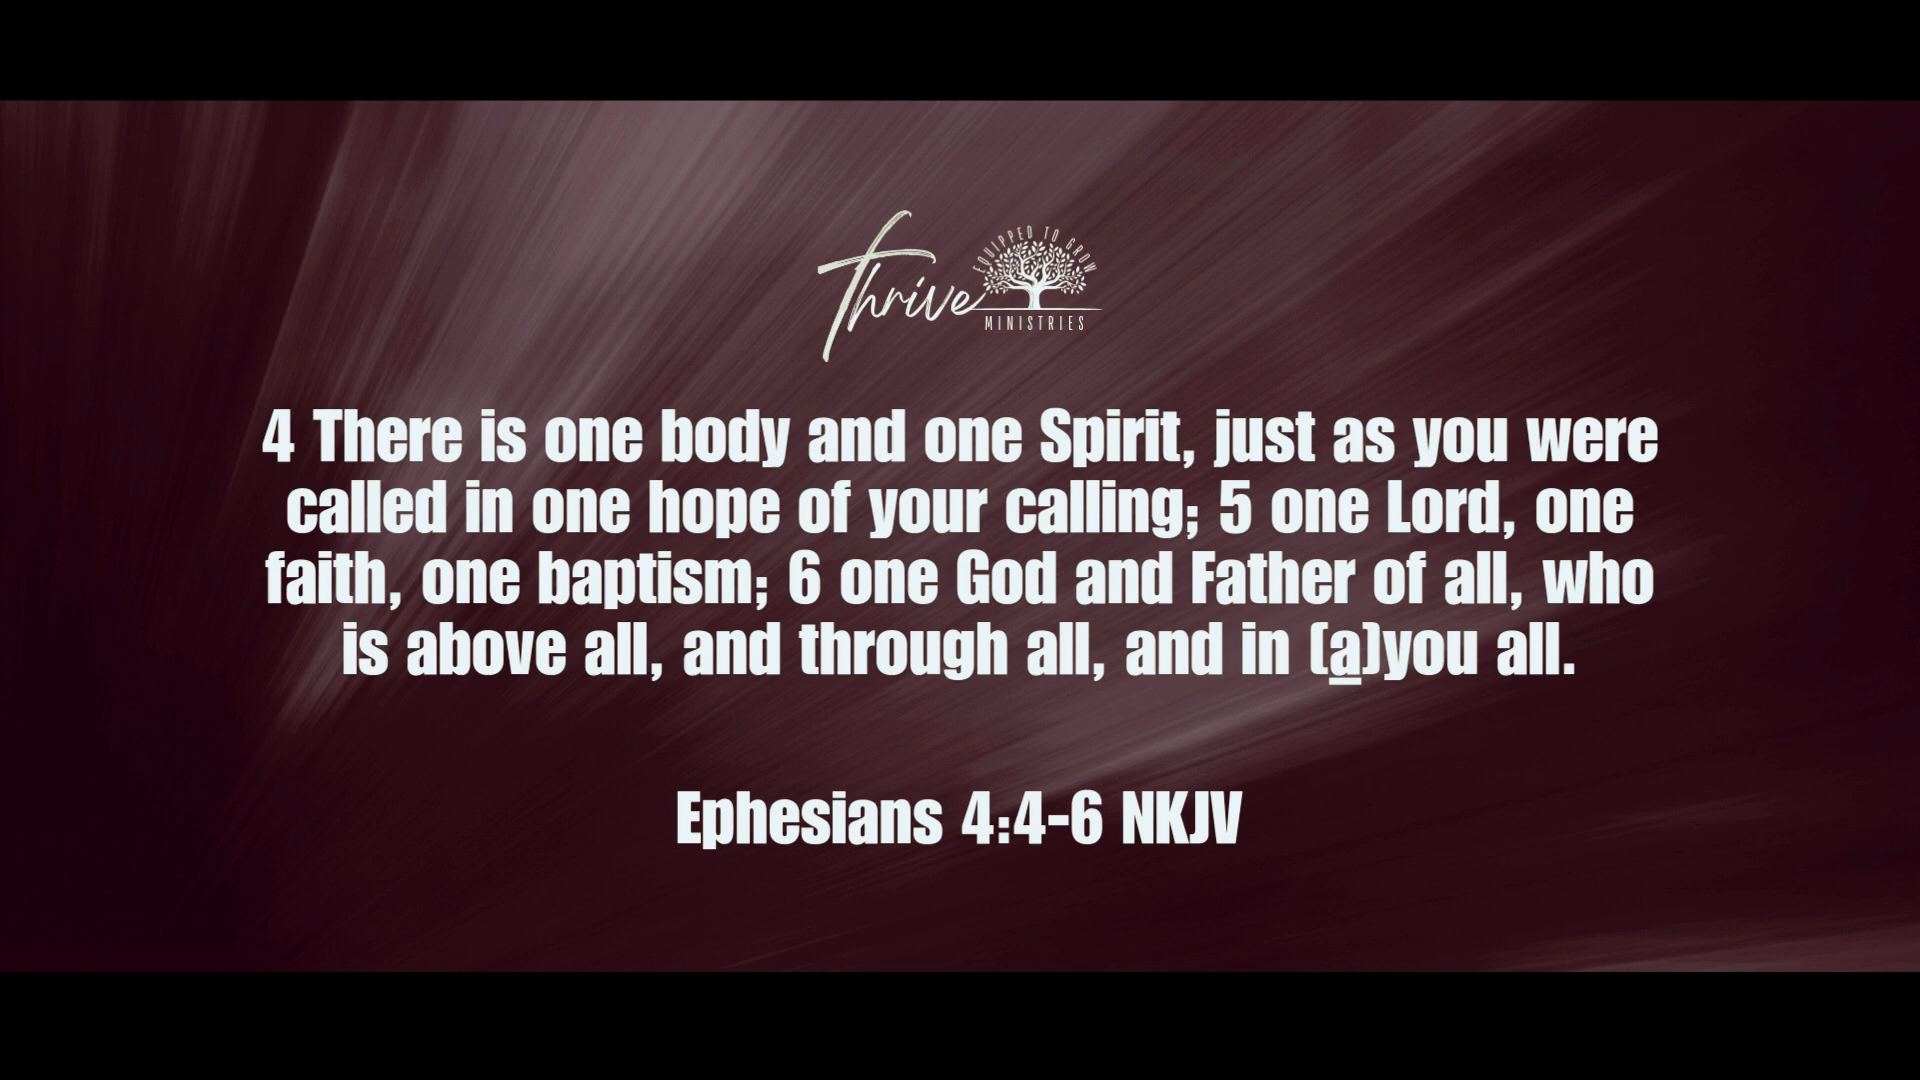 EQUIPPED TO GROW
Thrive
MINISTRIES
4 There is one body and one Spirit, just as you were
called in one hope of your calling; 5 one Lord, one
faith, one baptism; 6 one God and Father of all, who
is above all, and through all, and in (a)you all.
Ephesians 4:4-6 NKJV